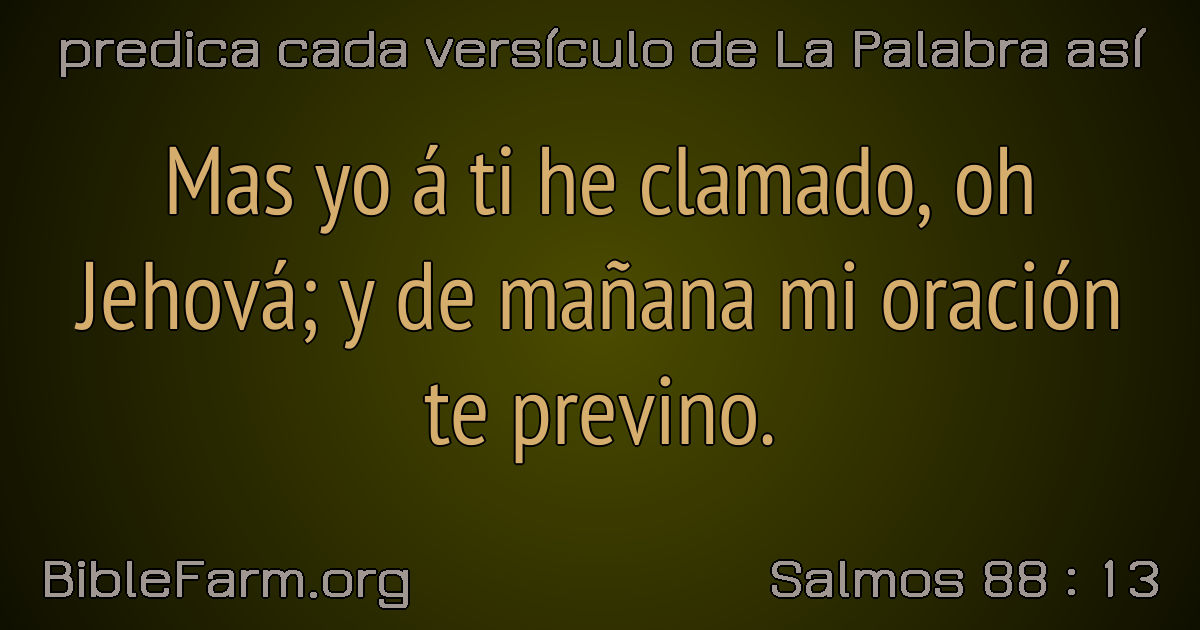 predica cada versículo de La Palabra así
Mas yo á ti he clamado, oh
Jehová; y de mañana mi oración
te previno.
BibleFarm.org
Salmos 88 : 13